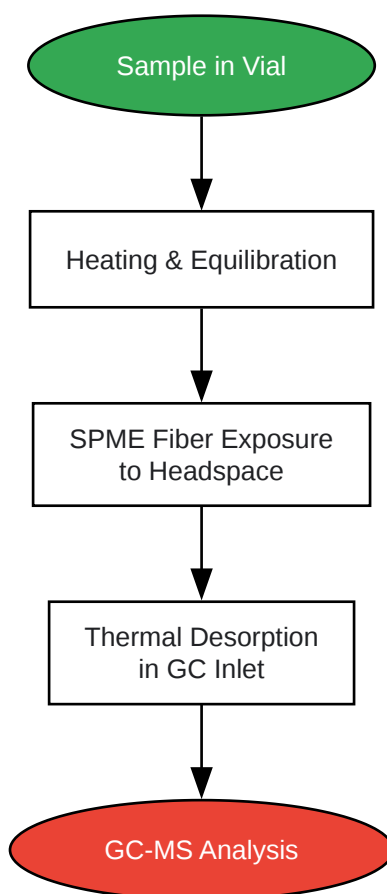 Sample in Vial
Heating & Equilibration
SPME Fiber Exposure
to Headspace
Thermal Desorption
in GC Inlet
GC-MS Analysis